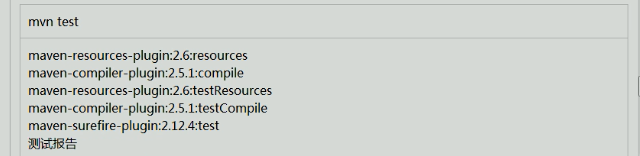 mvn test
maven-resources-plugin:2.6:resources
maven-compiler-plugin:2.5.1:compile
maven-resources-plugin:2.6:testResources
maven-compiler-plugin:2.5.1:testCompile
maven-surefire-plugin:2.12.4:test
测试报告